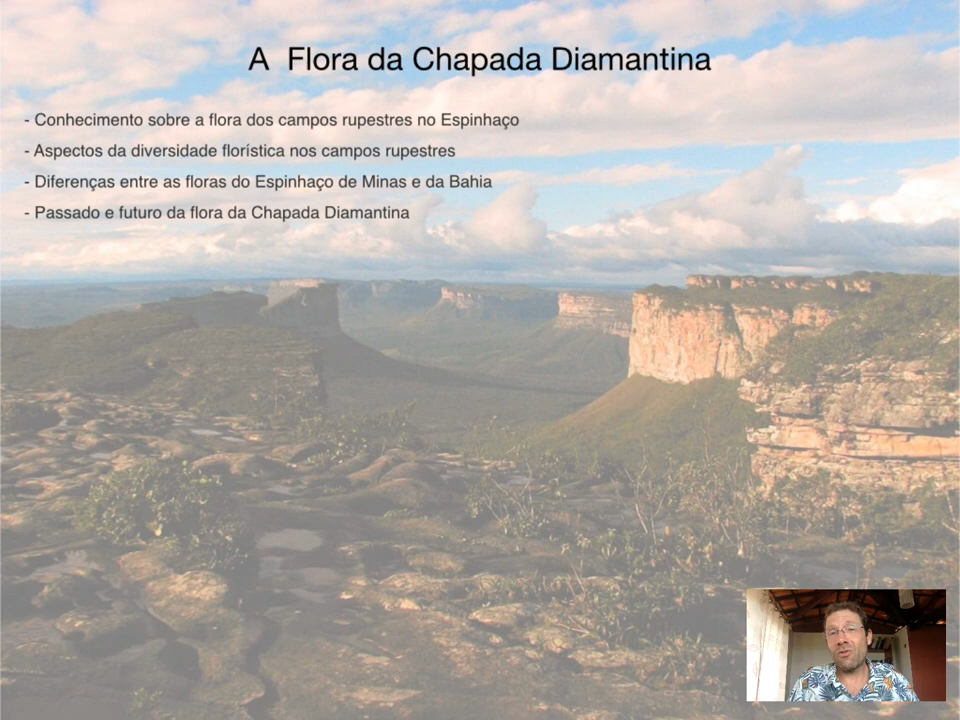 A Flora da Chapada Diamantina
- Conhecimento sobre a flora dos campos rupestres no Espinhaço
- Aspectos da diversidade florística nos campos rupestres
- Diferenças entre as floras do Espinhaço de Minas e da Bahia
- Passado e futuro da flora da Chapada Diamantina